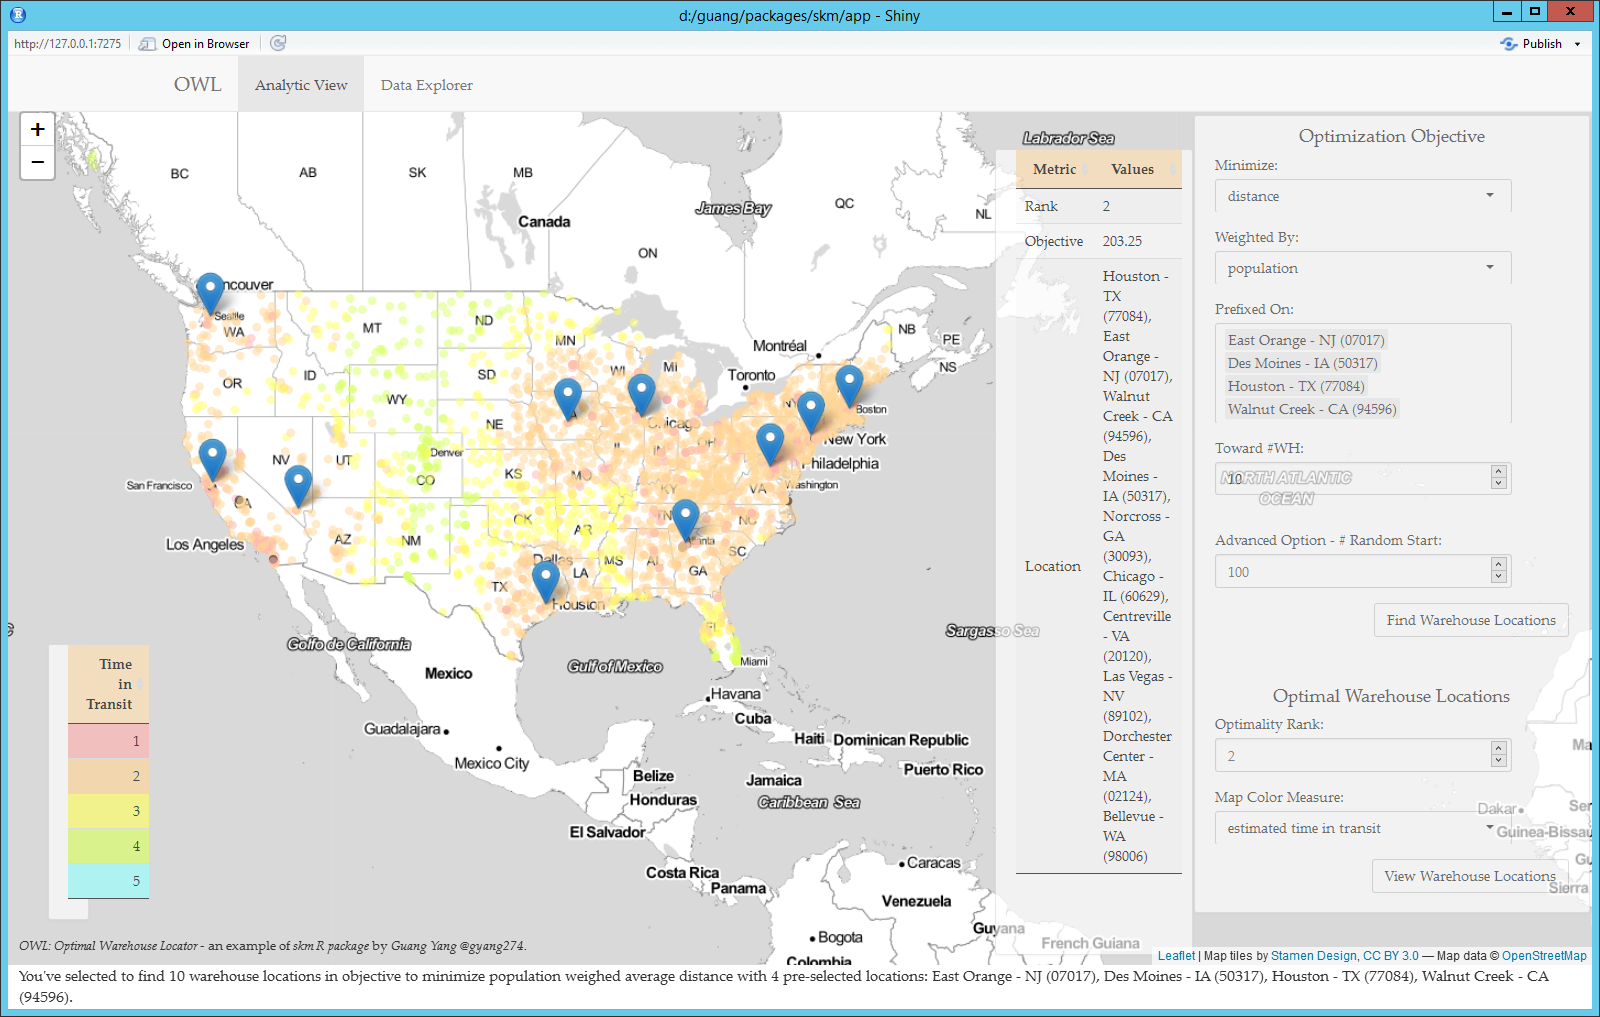 d:/guang/packages/skm/app - Shiny
http://127.0.0.1:7275
Open in Browser
Publish
OWL
Analytic View
Data Explorer
+
−
BC
AB
SK
MB
ON
QC
NL
NB
PE
NS
Canada
Labrador Sea
James Bay
Montréal
Toronto
ncouver
Seattle
WA
OR
ID
MT
ND
SD
MN
WI
MI
WY
NE
NV
UT
Denver
CO
KS
MO
KY
VA
CA
AZ
NM
OK
AR
TN
NC
SC
MS
GA
LA
TX
FL
NY
OH
San Francisco
Los Angeles
Dallas
Houston
Chicago
Boston
New York
Philadelphia
Washington
Miami
Golfo de California
Gulf of Mexico
Sargasso Sea
Mexico
Guadalajara
Mexico City
Havana
Cuba
Haiti
Dominican Republic
Puerto Rico
Jamaica
Caribbean Sea
Belize
Honduras
El Salvador
Costa Rica
Panama
Caracas
Venezuela
Bogota
Colombia
Guyana
French Guiana
Metric Values
Rank 2
Objective 203.25
Location
Houston -
TX
(77084),
East
Orange -
NJ (07017),
Walnut
Creek - CA
(94596),
Des
Moines -
IA (50317),
Norcross -
GA
(30093),
Chicago -
IL (60629),
Centreville
- VA
(20120),
Las Vegas -
NV
(89102),
Dorchester
Center -
MA
(02124),
Bellevue -
WA
(98006)
Optimization Objective
Minimize:
distance
Weighted By:
population
Prefixed On:
East Orange - NJ (07017)
Des Moines - IA (50317)
Houston - TX (77084)
Walnut Creek - CA (94596)
Toward #WH:
10
NORTH ATLANTIC
OCEAN
Advanced Option - # Random Start:
100
Find Warehouse Locations
Optimal Warehouse Locations
Optimality Rank:
2
Map Color Measure:
estimated time in transit
View Warehouse Locations
Dakar
Guinea-Bissau
Sierra
Time
in
Transit
1
2
3
4
5
OWL: Optimal Warehouse Locator - an example of skm R package by Guang Yang @gyang274.
Leaflet | Map tiles by Stamen Design, CC BY 3.0 — Map data © OpenStreetMap
You've selected to find 10 warehouse locations in objective to minimize population weighed average distance with 4 pre-selected locations: East Orange - NJ (07017), Des Moines - IA (50317), Houston - TX (77084), Walnut Creek - CA
(94596).